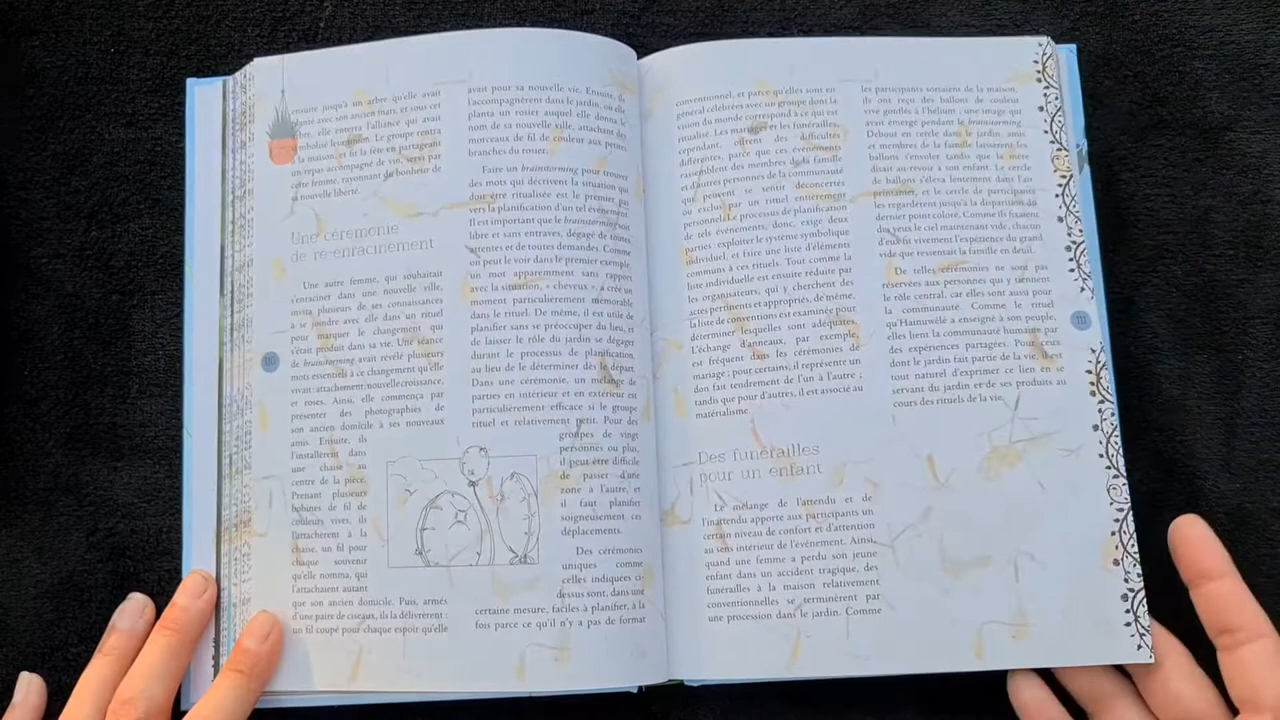 ensuite jusqu'à un arbre qu'elle avait
planté avec son ancien mari, et sous cet
arbre, elle enterra l'alliance qui avait
symbolisé leur union. Le groupe rentra
à la maison, et fit la fête en partageant
un repas accompagné de vin, servi par
cette femme, rayonnant du bonheur de
sa nouvelle liberté.
Une cérémonie
de ré-enracinement
Une autre femme, qui souhaitait
s'enraciner dans une nouvelle ville,
invita plusieurs de ses connaissances
à se joindre avec elle dans un rituel
pour marquer le changement qui
s'était produit dans sa vie. Une séance
de brainstorming avait révélé plusieurs
mots essentiels à ce changement qu'elle
vivait : attachement, nouvelle croissance,
et roses. Ainsi, elle commença par
présenter des photographies de
son ancien domicile à ses nouveaux
amis. Ensuite, ils
l'installèrent dans
une chaise au
centre de la pièce.
Prenant plusieurs
bobines de fil de
couleurs vives, ils
l'attachèrent à la
chaise, un fil pour
chaque souvenir
qu'elle nomma, qui
l'attachaient autant
que son ancien domicile. Puis, armés
d'une paire de ciseaux, ils la délivrèrent :
un fil coupé pour chaque espoir qu'elle
110
avait pour sa nouvelle vie. Ensuite, ils
l'accompagnèrent dans le jardin, où elle
planta un rosier auquel elle donna le
nom de sa nouvelle ville, attachant des
morceaux de fil de couleur aux petites
branches du rosier.
Faire un brainstorming pour trouver
des mots qui décrivent la situation qui
doit être ritualisée est le premier pas
vers la planification d'un tel événement.
Il est important que le brainstorming soit
libre et sans entraves, dégagé de toutes
attentes et de toutes demandes. Comme
on peut le voir dans le premier exemple,
un mot apparemment sans rapport
avec la situation, « cheveux », a créé un
moment particulièrement mémorable
dans le rituel. De même, il est utile de
planifier sans se préoccuper du lieu, et
de laisser le rôle du jardin se dégager
durant le processus de planification,
au lieu de le déterminer dès le départ.
Dans une cérémonie, un mélange de
parties en intérieur et en extérieur est
particulièrement efficace si le groupe
rituel et relativement petit. Pour des
groupes de vingt
personnes ou plus,
il peut être difficile
de passer d'une
zone à l'autre, et
il faut planifier
soigneusement ces
déplacements.
Des cérémonies
uniques comme
celles indiquées ci-
dessus sont, dans une
certaine mesure, faciles à planifier, à la
fois parce ce qu'il n'y a pas de format
conventionnel, et parce qu'elles sont en
général célébrées avec un groupe dont la
vision du monde correspond à ce qui est
ritualisé. Les mariages et les funérailles,
cependant, offrent des difficultés
différentes, parce que ces événements
rassemblent des membres de la famille
et d'autres personnes de la communauté
qui peuvent se sentir déconcertés
ou exclus par un rituel entièrement
personnel. Le processus de planification
de tels événements, donc, exige deux
parties : exploiter le système symbolique
individuel, et faire une liste d'éléments
communs à ces rituels. Tout comme la
liste individuelle est ensuite réduite par
les organisateurs, qui y cherchent des
actes pertinents et appropriés, de même,
la liste de conventions est examinée pour
déterminer lesquelles sont adéquates.
L'échange d'anneaux, par exemple,
est fréquent dans les cérémonies de
mariage ; pour certains, il représente un
don fait tendrement de l'un à l'autre ;
tandis que pour d'autres, il est associé au
matérialisme.
Des funérailles
pour un enfant
Le mélange de l'attendu et de
l'inattendu apporte aux participants un
certain niveau de confort et d'attention
au sens intérieur de l'événement. Ainsi,
quand une femme a perdu son jeune
enfant dans un accident tragique, des
funérailles à la maison relativement
conventionnelles se terminèrent par
une procession dans le jardin. Comme
les participants sortaient de la maison,
ils ont reçu des ballons de couleur
vive gonflés à l'hélium ; une image qui
avait émergé pendant le brainstorming.
Debout en cercle dans le jardin, amis
et membres de la famille laissèrent les
ballons s'envoler tandis que la mère
disait au-revoir à son enfant. Le cercle
de ballons s'éleva lentement dans l'air
printanier, et le cercle de participants
les regardèrent jusqu'à la disparition du
dernier point coloré. Comme ils fixaient
des yeux le ciel maintenant vide, chacun
d'eux fit vivement l'expérience du grand
vide que ressentait la famille en deuil.
De telles cérémonies ne sont pas
réservées aux personnes qui y tiennent
le rôle central, car elles sont aussi pour
la communauté. Comme le rituel
qu'Hainuwélé a enseigné à son peuple,
elles lient la communauté humaine par
des expériences partagées. Pour ceux
dont le jardin fait partie de la vie, il est
tout naturel d'exprimer ce lien en se
servant du jardin et de ses produits au
cours des rituels de la vie.
111